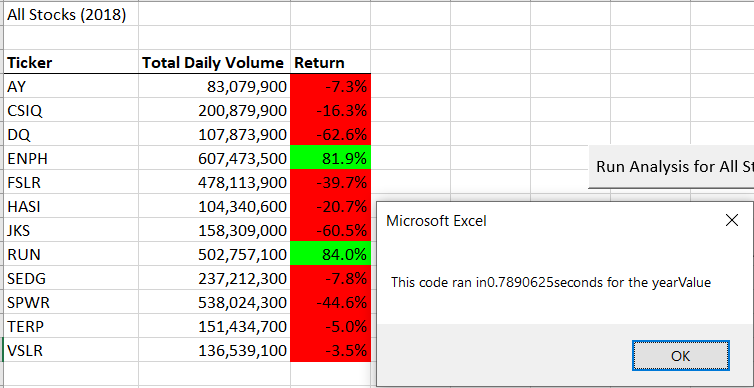 All Stocks (2018)
Ticker Total Daily Volume Return
AY 83,079,900 -7.3%
CSIQ 200,879,900 -16.3%
DQ 107,873,900 -62.6%
ENPH 607,473,500 81.9%
FSLR 478,113,900 -39.7%
HASI 104,340,600 -20.7%
JKS 158,309,000 -60.5%
RUN 502,757,100 84.0%
SEDG 237,212,300 -7.8%
SPWR 538,024,300 -44.6%
TERP 151,434,700 -5.0%
VSLR 136,539,100 -3.5%
Run Analysis for All St
Microsoft Excel
This code ran in0.7890625seconds for the yearValue
OK